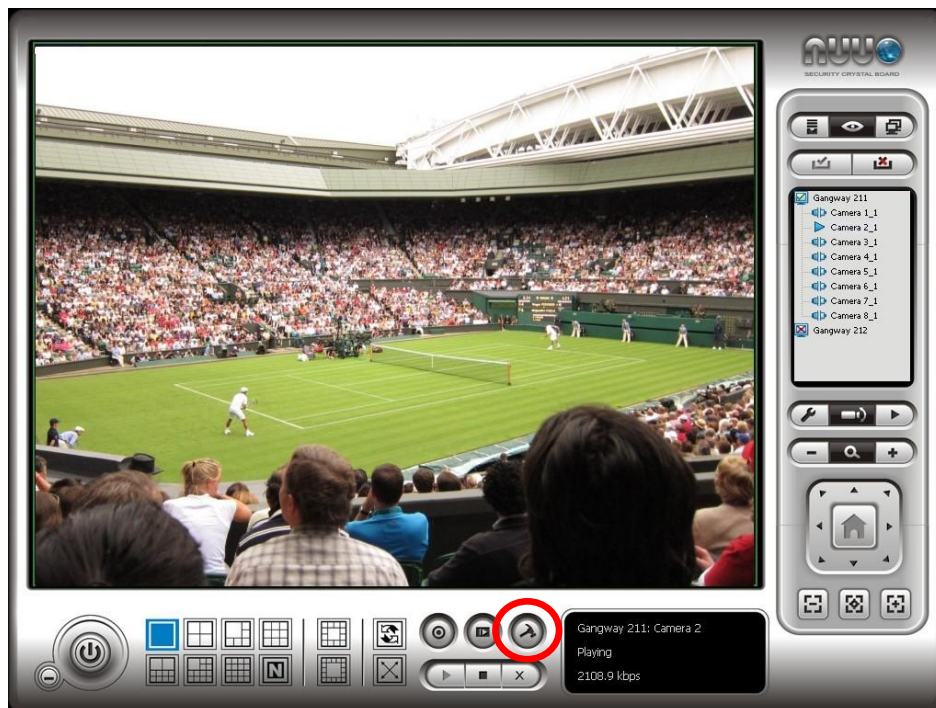 NUUO
SECURITY CRYSTAL BOARD
Gangway 211
Camera 1_1
Camera 2_1
Camera 3_1
Camera 4_1
Camera 5_1
Camera 6_1
Camera 7_1
Camera 8_1
Gangway 212
N
Gangway 211: Camera 2
Playing
2108.9 kbps